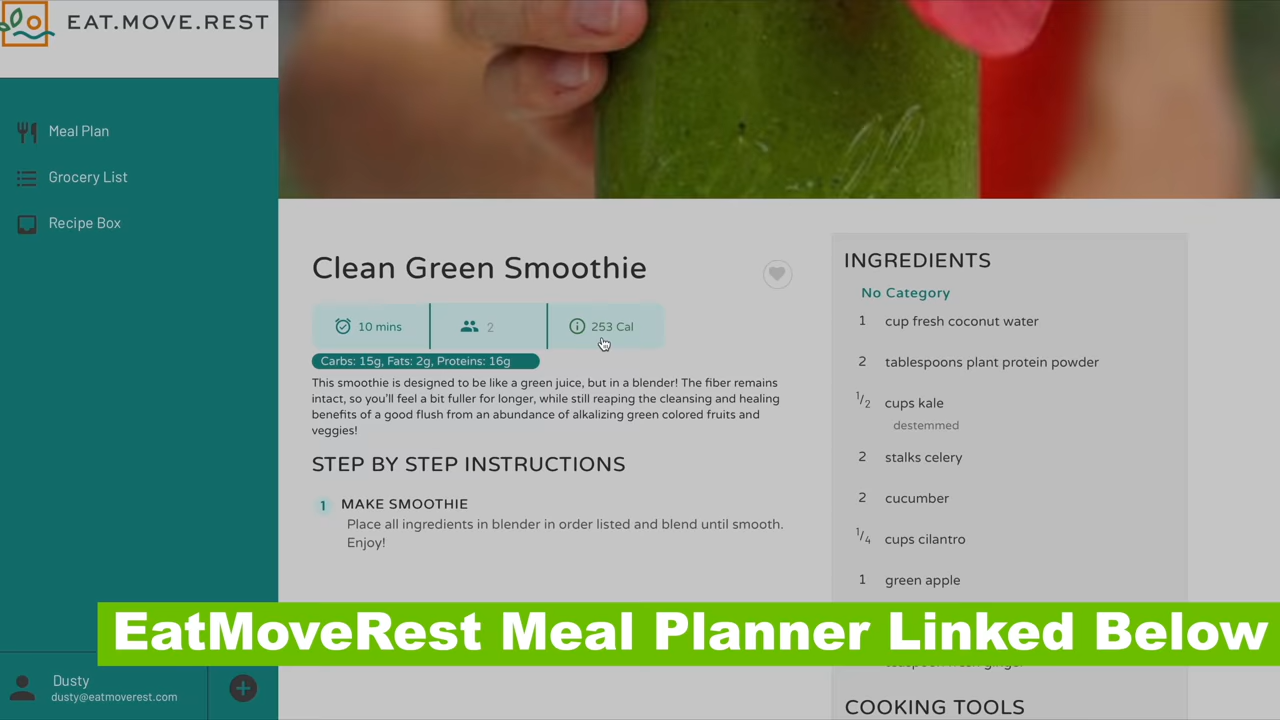 EAT.MOVE.REST
Meal Plan
Grocery List
Recipe Box
Clean Green Smoothie
10 mins
2
253 Cal
Carbs: 15g, Fats: 2g, Proteins: 16g
This smoothie is designed to be like a green juice, but in a blender! The fiber remains
intact, so you'll feel a bit fuller for longer, while still reaping the cleansing and healing
benefits of a good flush from an abundance of alkalizing green colored fruits and
veggies!
STEP BY STEP INSTRUCTIONS
1 MAKE SMOOTHIE
Place all ingredients in blender in order listed and blend until smooth.
Enjoy!
INGREDIENTS
No Category
1 cup fresh coconut water
2 tablespoons plant protein powder
1/2 cups kale
destemmed
2 stalks celery
2 cucumber
1/4 cups cilantro
1 green apple
COOKING TOOLS
EatMoveRest Meal Planner Linked Below
Dusty
dusty@eatmoverest.com